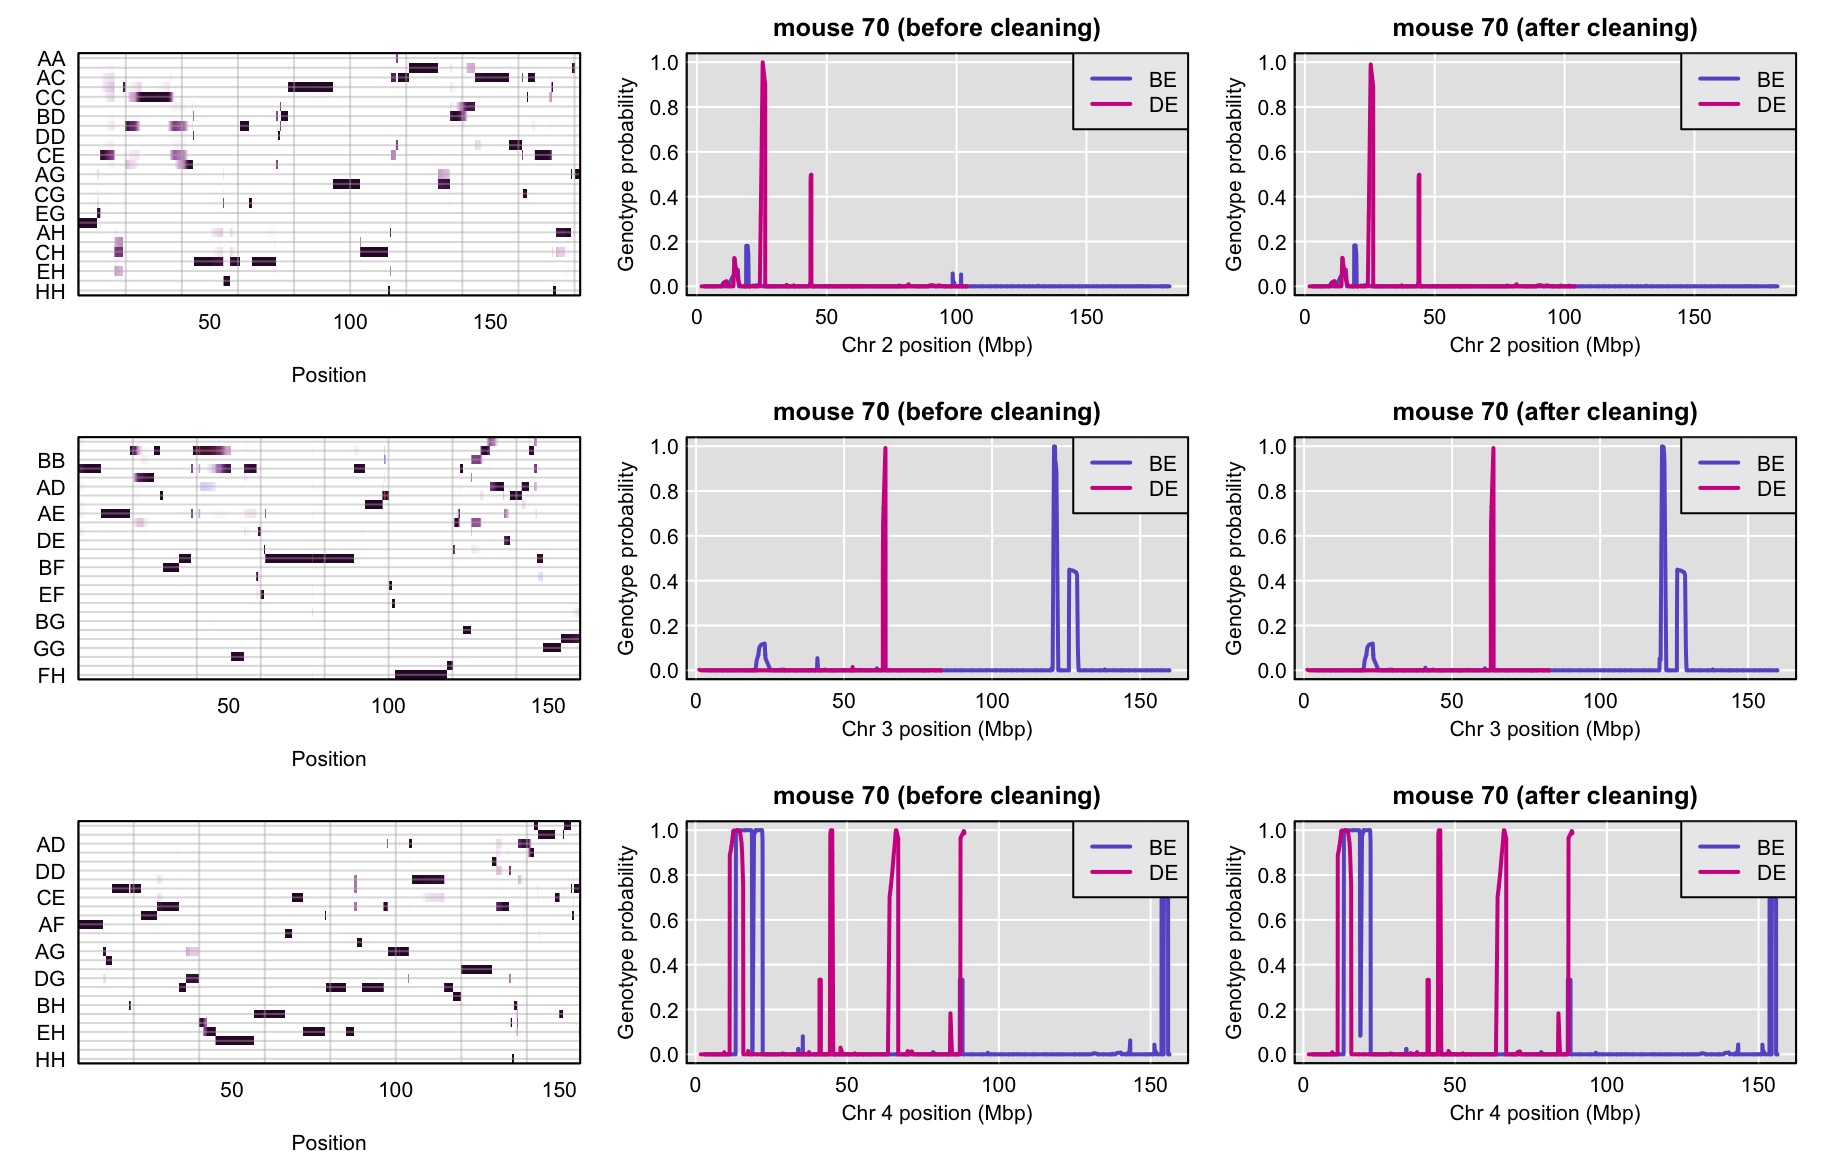 AA
AC
CC
BD
DD
CE
AG
CG
EG
AH
CH
EH
HH
50 100 150
Position
mouse 70 (before cleaning)
Genotype probability
1.0
0.8
0.6
0.4
0.2
0.0
BE
DE
0 50 100 150
Chr 2 position (Mbp)
mouse 70 (after cleaning)
Genotype probability
1.0
0.8
0.6
0.4
0.2
0.0
BE
DE
0 50 100 150
Chr 2 position (Mbp)
BB
AD
AE
DE
BF
EF
BG
GG
FH
50 100 150
Position
mouse 70 (before cleaning)
Genotype probability
1.0
0.8
0.6
0.4
0.2
0.0
BE
DE
0 50 100 150
Chr 3 position (Mbp)
mouse 70 (after cleaning)
Genotype probability
1.0
0.8
0.6
0.4
0.2
0.0
BE
DE
0 50 100 150
Chr 3 position (Mbp)
AD
DD
CE
AF
AG
DG
BH
EH
HH
50 100 150
Position
mouse 70 (before cleaning)
Genotype probability
1.0
0.8
0.6
0.4
0.2
0.0
BE
DE
0 50 100 150
Chr 4 position (Mbp)
mouse 70 (after cleaning)
Genotype probability
1.0
0.8
0.6
0.4
0.2
0.0
BE
DE
0 50 100 150
Chr 4 position (Mbp)